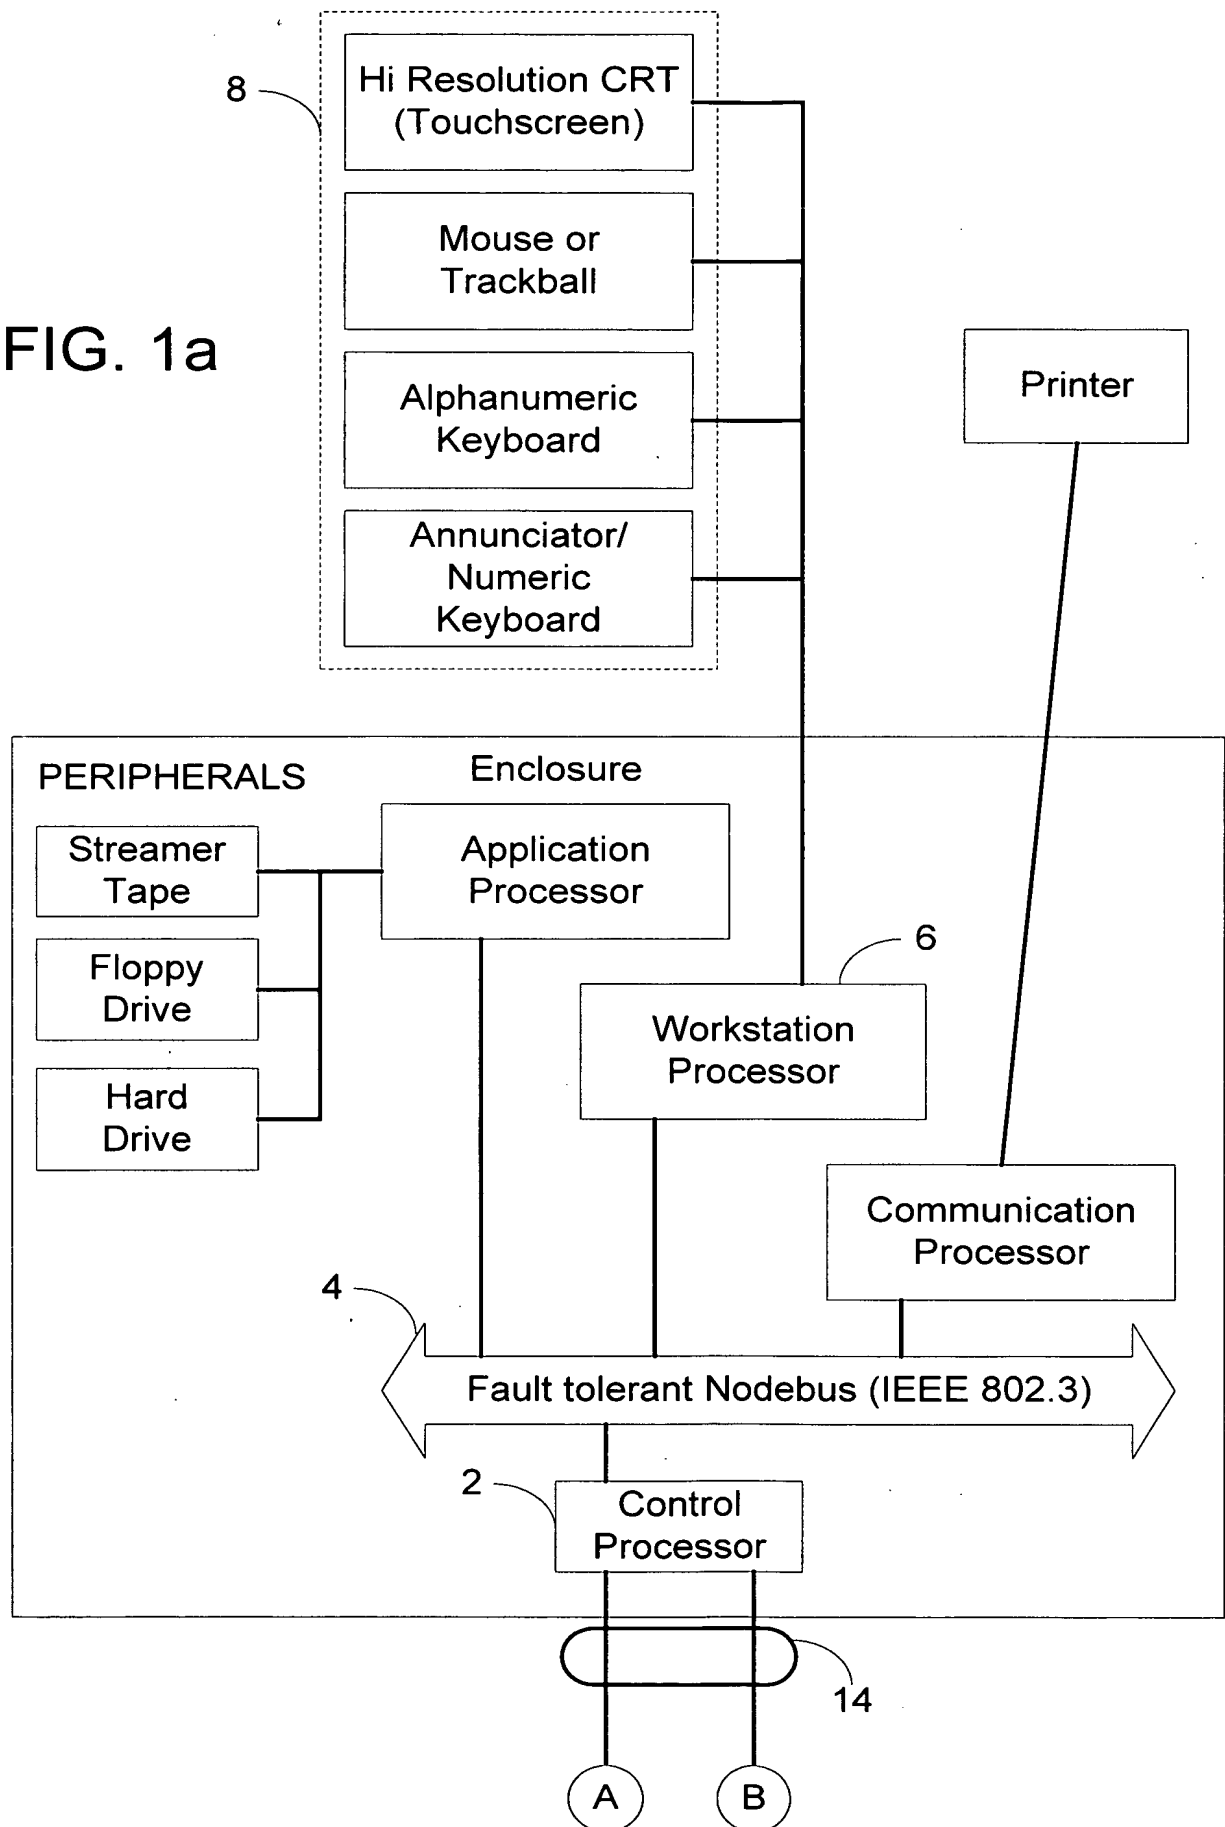 8
Hi Resolution CRT
(Touchscreen)
Mouse or
Trackball
FIG. 1a
Alphanumeric
Keyboard
Printer
Annunciator/
Numeric
Keyboard
PERIPHERALS
Enclosure
Streamer
Tape
Application
Processor
Floppy
Drive
6
Workstation
Processor
Hard
Drive
Communication
Processor
4
Fault tolerant Nodebus (IEEE 802.3)
2
Control
Processor
14
A
B